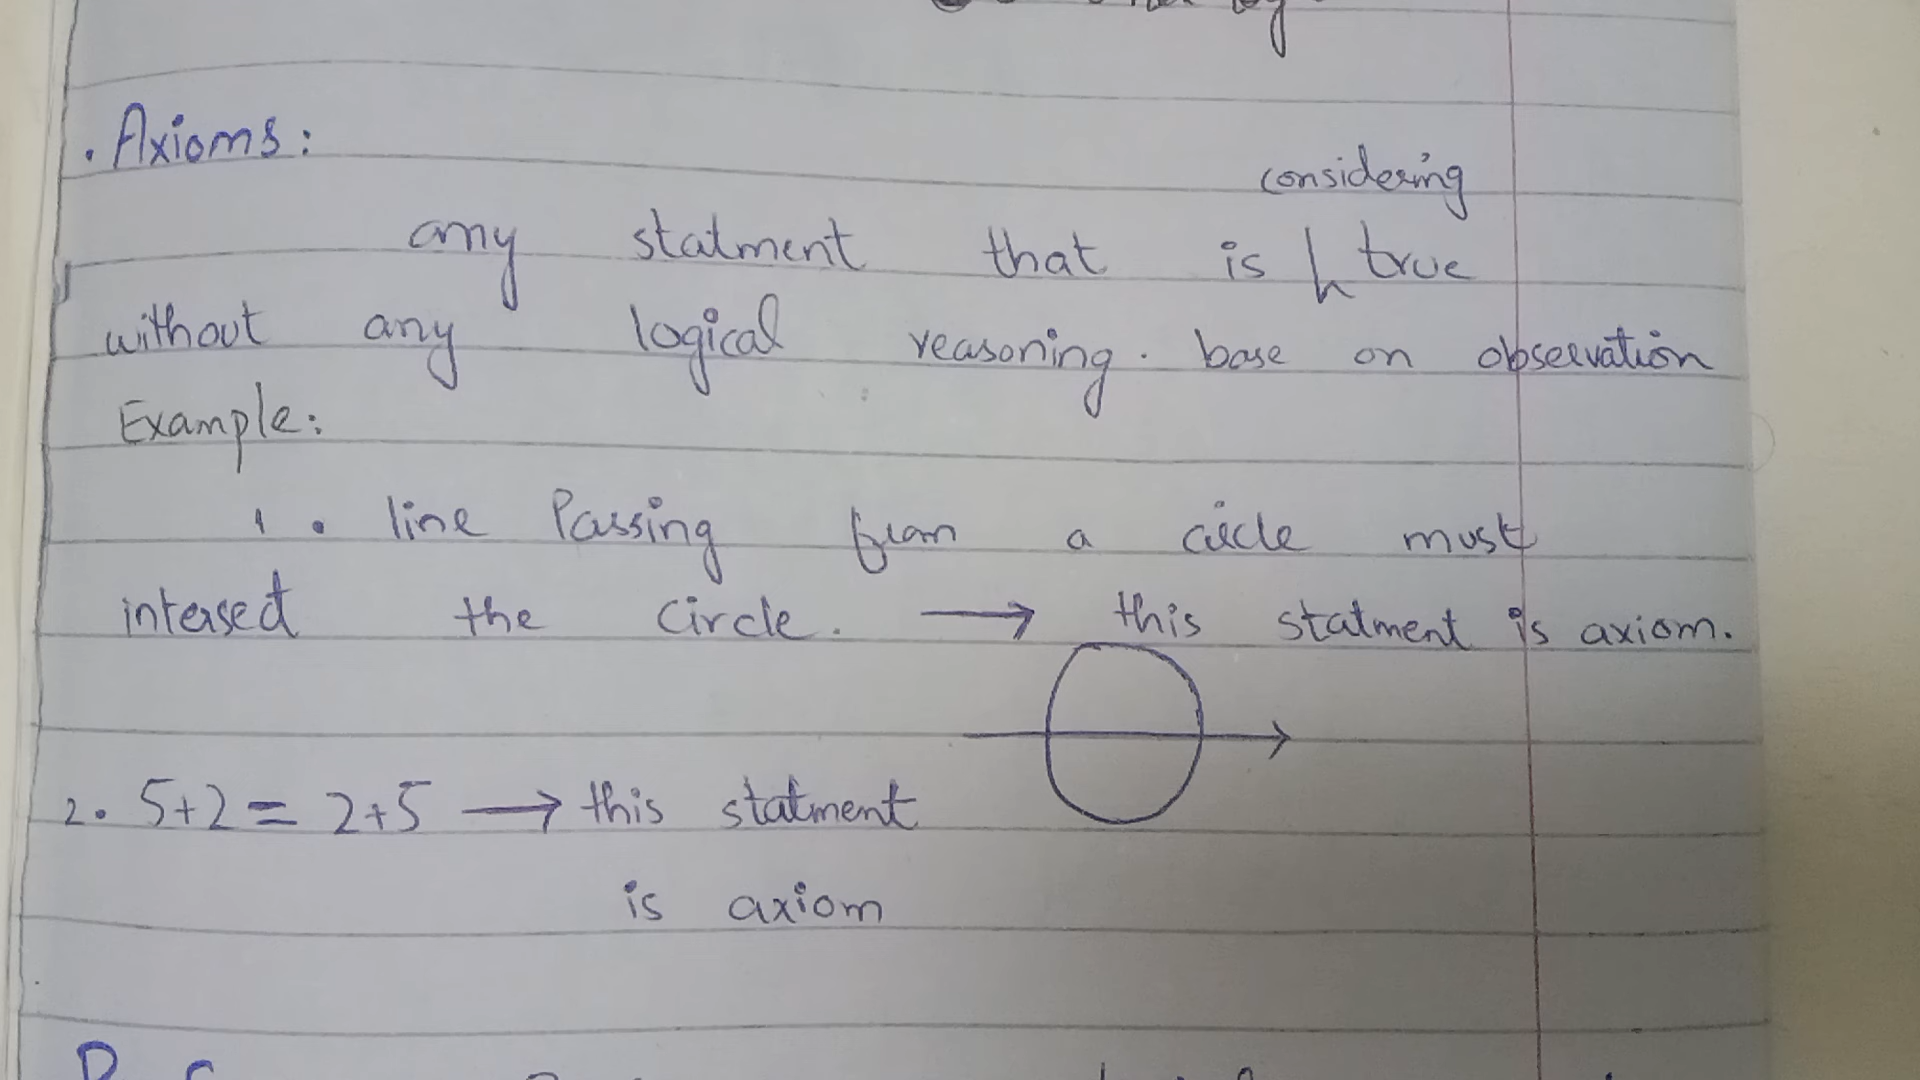 . Axioms:
considering
any statment that is true
without any logical reasoning. base on observation
Example:
1. line Passing from a circle must
intersect the circle. → this statment is axiom.
2. 5+2 = 2+5 → this statment
is axiom